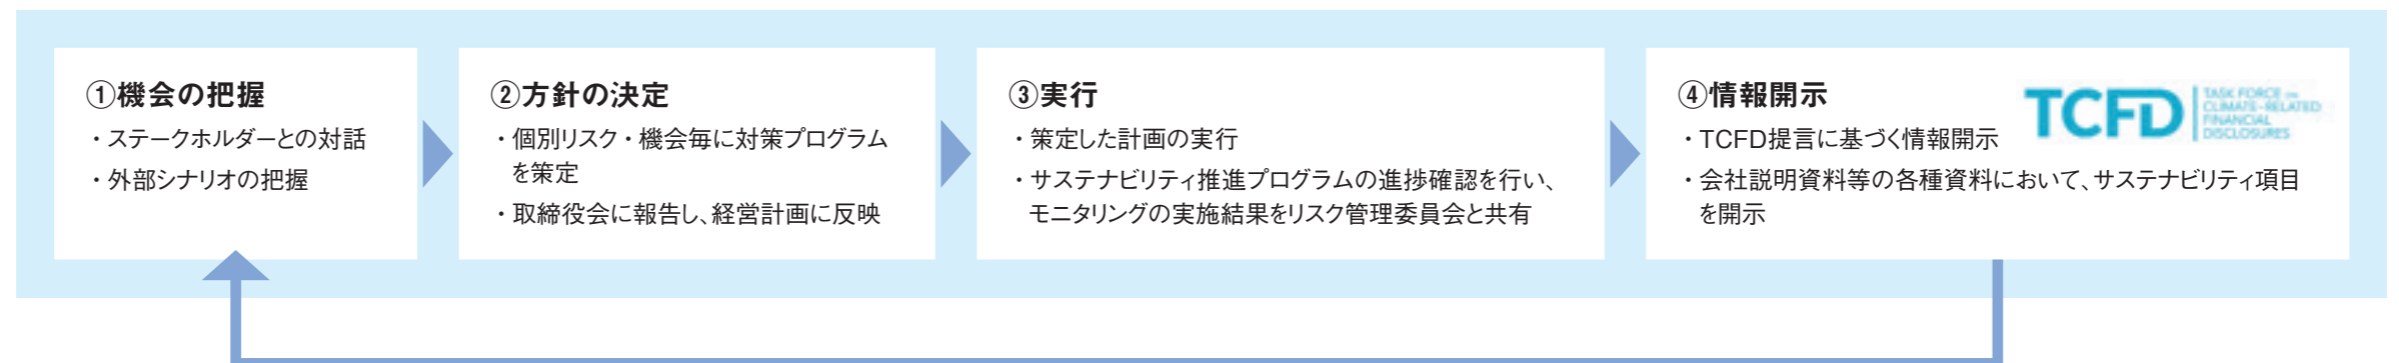 ①機会の把握
・ステークホルダーとの対話
・外部シナリオの把握
②方針の決定
・個別リスク・機会毎に対策プログラム
を策定
・取締役会に報告し、経営計画に反映
③実行
・策定した計画の実行
・サステナビリティ推進プログラムの進捗確認を行い、
モニタリングの実施結果をリスク管理委員会と共有
④情報開示
TCFD
TASK FORCE ON
CLIMATE-RELATED
FINANCIAL
DISCLOSURES
・TCFD提言に基づく情報開示
・会社説明資料等の各種資料において、サステナビリティ項目
を開示